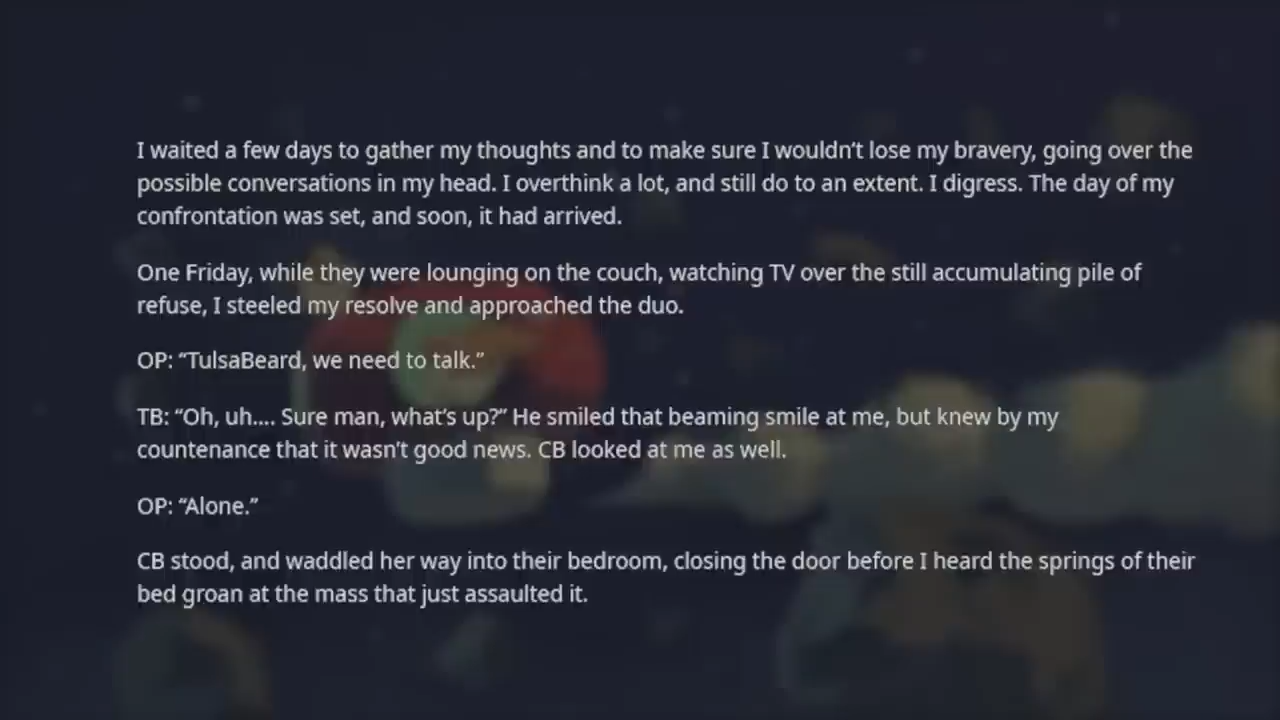 I waited a few days to gather my thoughts and to make sure I wouldn’t lose my bravery, going over the
possible conversations in my head. I overthink a lot, and still do to an extent. I digress. The day of my
confrontation was set, and soon, it had arrived.
One Friday, while they were lounging on the couch, watching TV over the still accumulating pile of
refuse, I steeled my resolve and approached the duo.
OP: “TulsaBeard, we need to talk.”
TB: “Oh, uh.... Sure man, what’s up?” He smiled that beaming smile at me, but knew by my
countenance that it wasn’t good news. CB looked at me as well.
OP: “Alone.”
CB stood, and waddled her way into their bedroom, closing the door before I heard the springs of their
bed groan at the mass that just assaulted it.